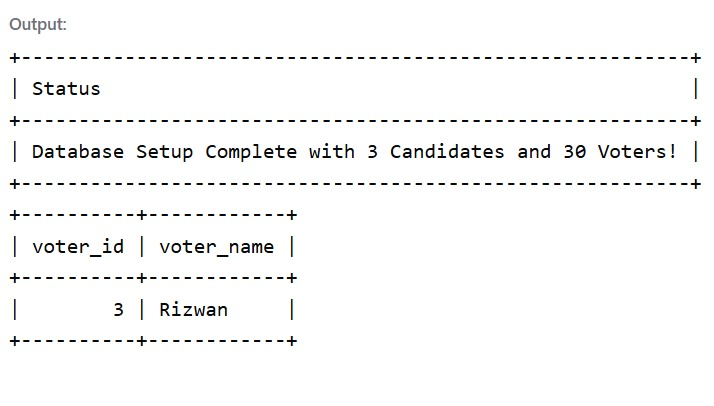 Output:
+----------------------------------------------------------+
| Status                                                   |
+----------------------------------------------------------+
| Database Setup Complete with 3 Candidates and 30 Voters! |
+----------------------------------------------------------+
+----------+------------+
| voter_id | voter_name |
+----------+------------+
|        3 | Rizwan     |
+----------+------------+